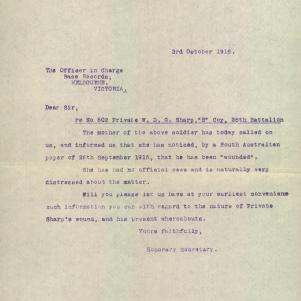 3rd October 1916.
The Officer in Charge
Base Records,
MELBOURNE.
VICTORIA,
Dear Sir,
re No 502 Private W. D. G. Sharp, "B" Coy, 35th Battalion
The mother of the above soldier has today called on
us, and informed us that she has noticed, by a South Australian
paper of 26th September 1916, that he has been "wounded".
She has had no official news and is naturally very
distressed about the matter.
Will you please let us have at your earliest convenience
such information you can with regard to the nature of Private
Sharp's wound, and his present whereabouts.
Yours faithfully,
Honorary Secretary.